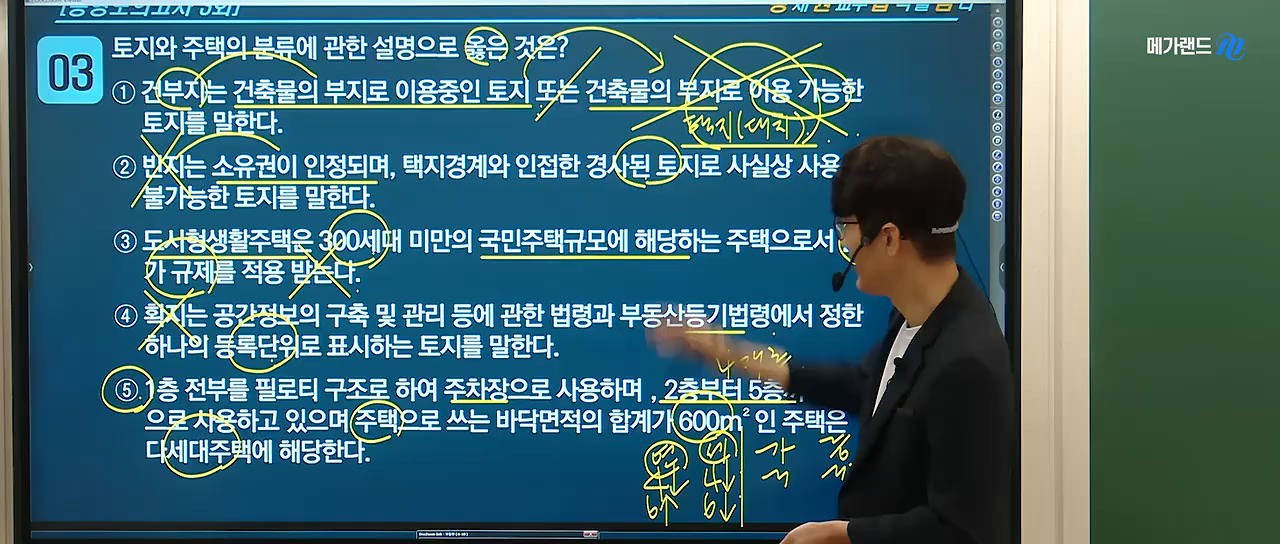 메가랜드
03
토지와 주택의 분류에 관한 설명으로 옳은 것은?
① 건부지는 건축물의 부지로 이용중인 토지 또는 건축물의 부지로 이용 가능한
토지를 말한다.
택지(대지)
② 빈지는 소유권이 인정되며, 택지경계와 인접한 경사된 토지로 사실상 사용
불가능한 토지를 말한다.
③ 도시형생활주택은 300세대 미만의 국민주택규모에 해당하는 주택으로서
가 규제를 적용 받는다.
④ 획지는 공간정보의 구축 및 관리 등에 관한 법령과 부동산등기법령에서 정한
하나의 등록단위로 표시하는 토지를 말한다.
4개층
⑤ 1층 전부를 필로티 구조로 하여 주차장으로 사용하며, 2층부터 5층
으로 사용하고 있으며 주택으로 쓰는 바닥면적의 합계가 600m² 인 주택은
다세대주택에 해당한다.
4↓ 4↓
6↑ 6↓